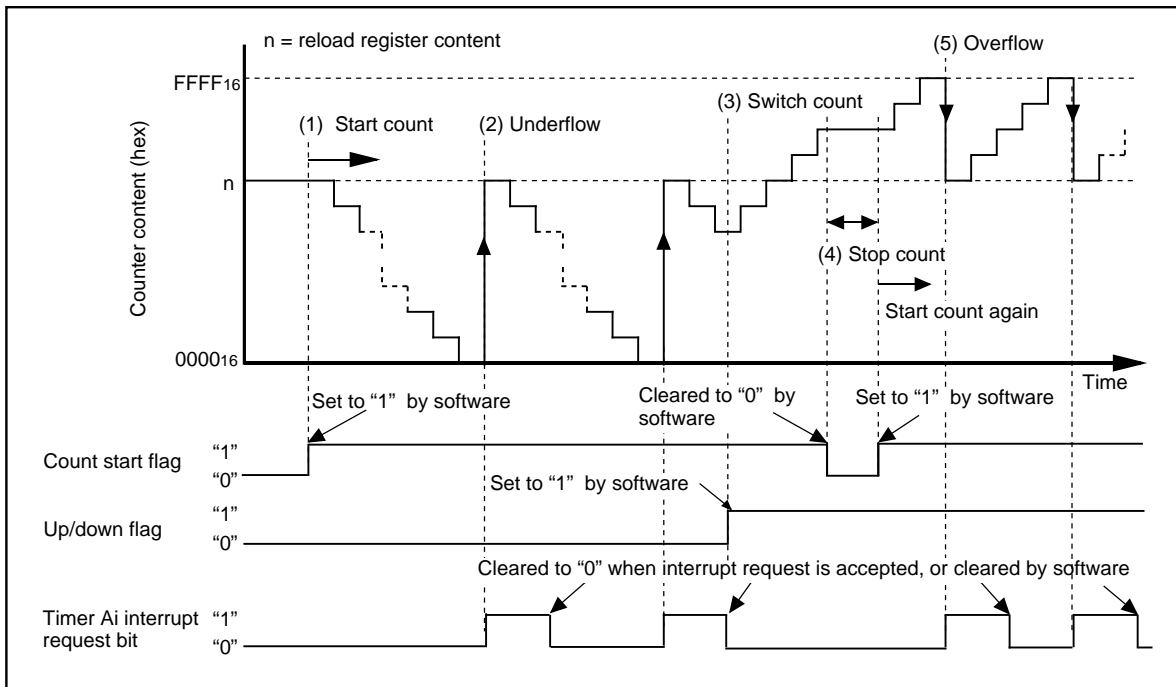 n = reload register content
(5) Overflow
FFFF16
(3) Switch count
(1) Start count
(2) Underflow
Counter content (hex)
n
(4) Stop count
Start count again
000016
Time
Set to “1” by software
Cleared to “0” by
software
Set to “1” by software
Count start flag
“1”
“0”
Set to “1” by software
Up/down flag
“1”
“0”
Cleared to “0” when interrupt request is accepted, or cleared by software
Timer Ai interrupt
request bit
“1”
“0”